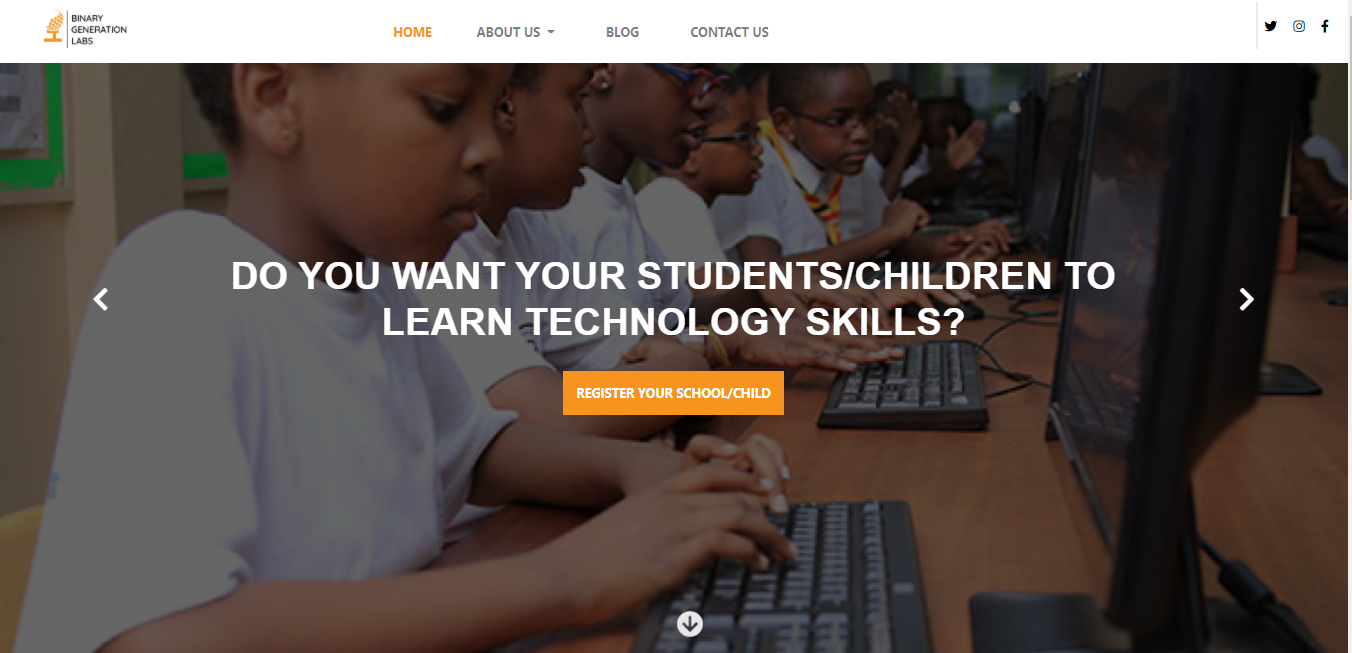 BINARY
GENERATION
LABS
HOME
ABOUT US
BLOG
CONTACT US
DO YOU WANT YOUR STUDENTS/CHILDREN TO
LEARN TECHNOLOGY SKILLS?
REGISTER YOUR SCHOOL/CHILD